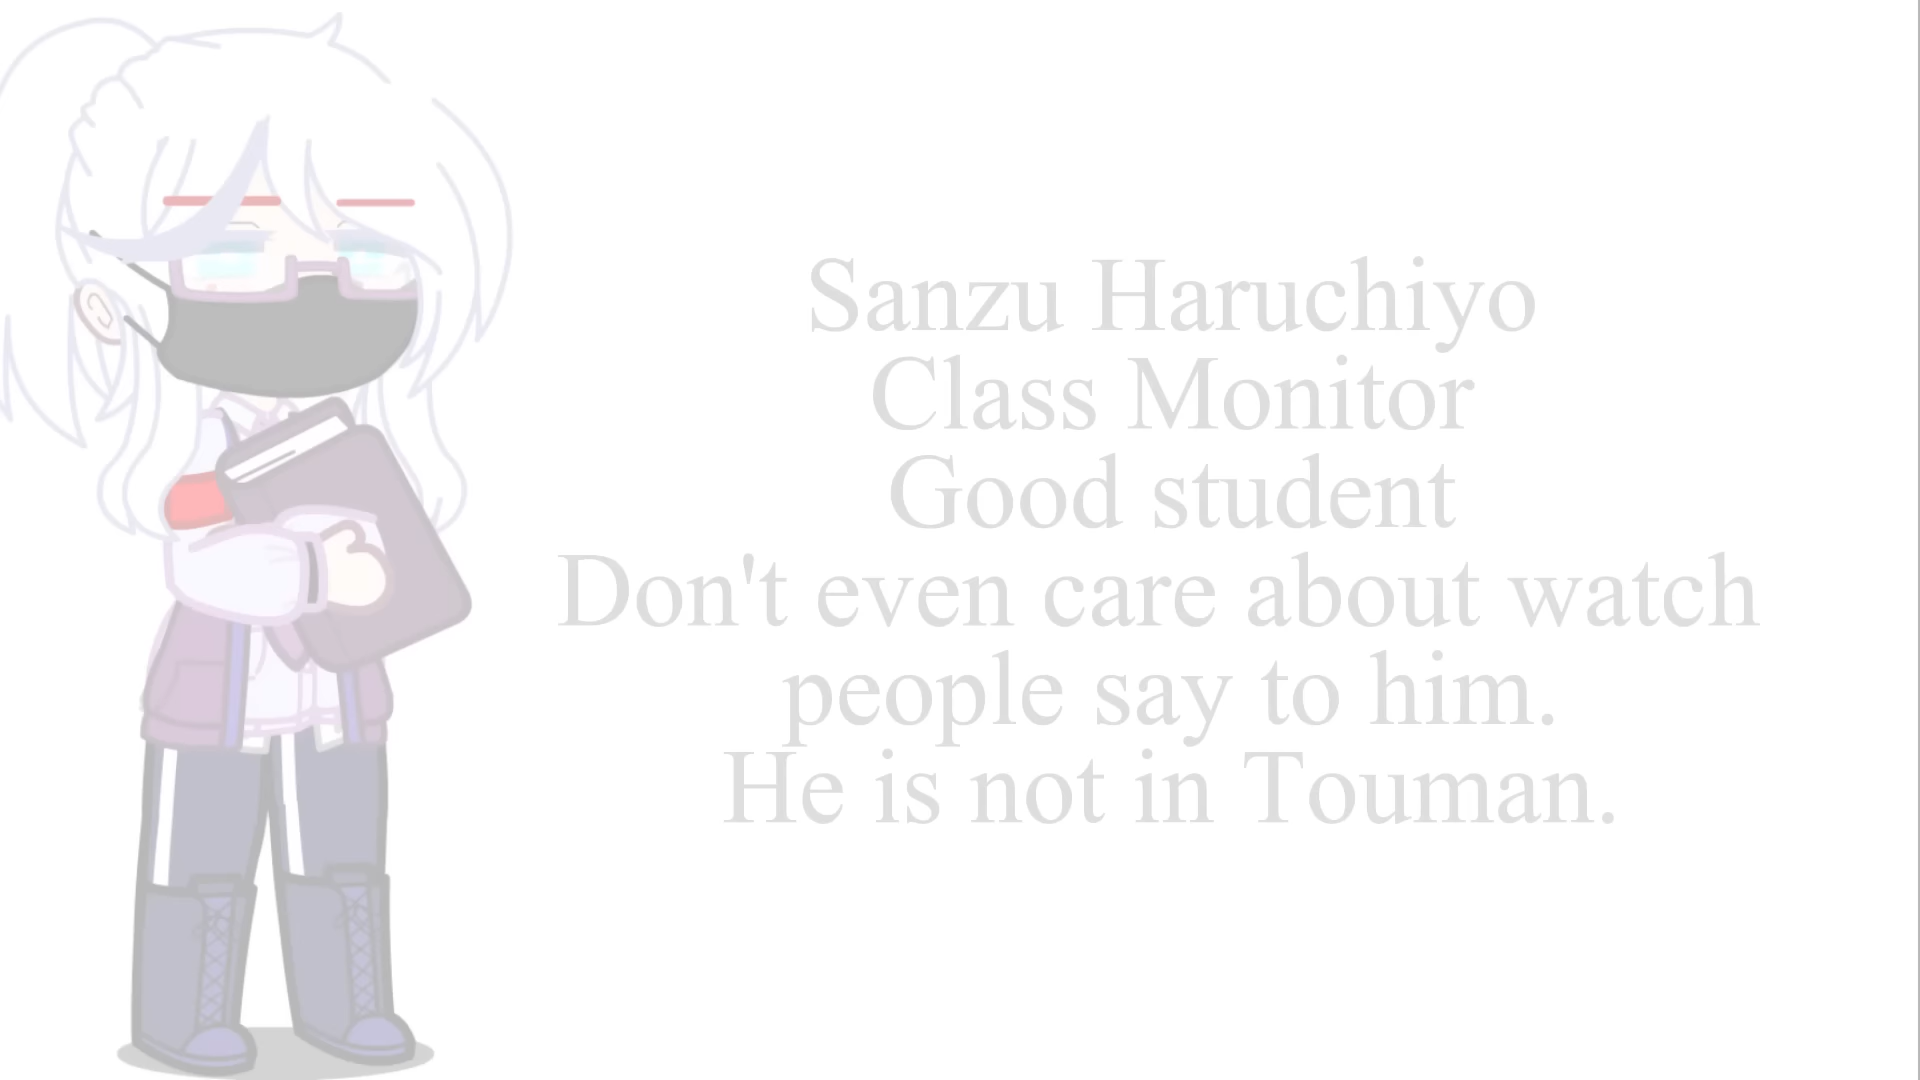 Sanzu Haruchiyo
Class Monitor
Good student
Don't even care about watch
people say to him.
He is not in Touman.